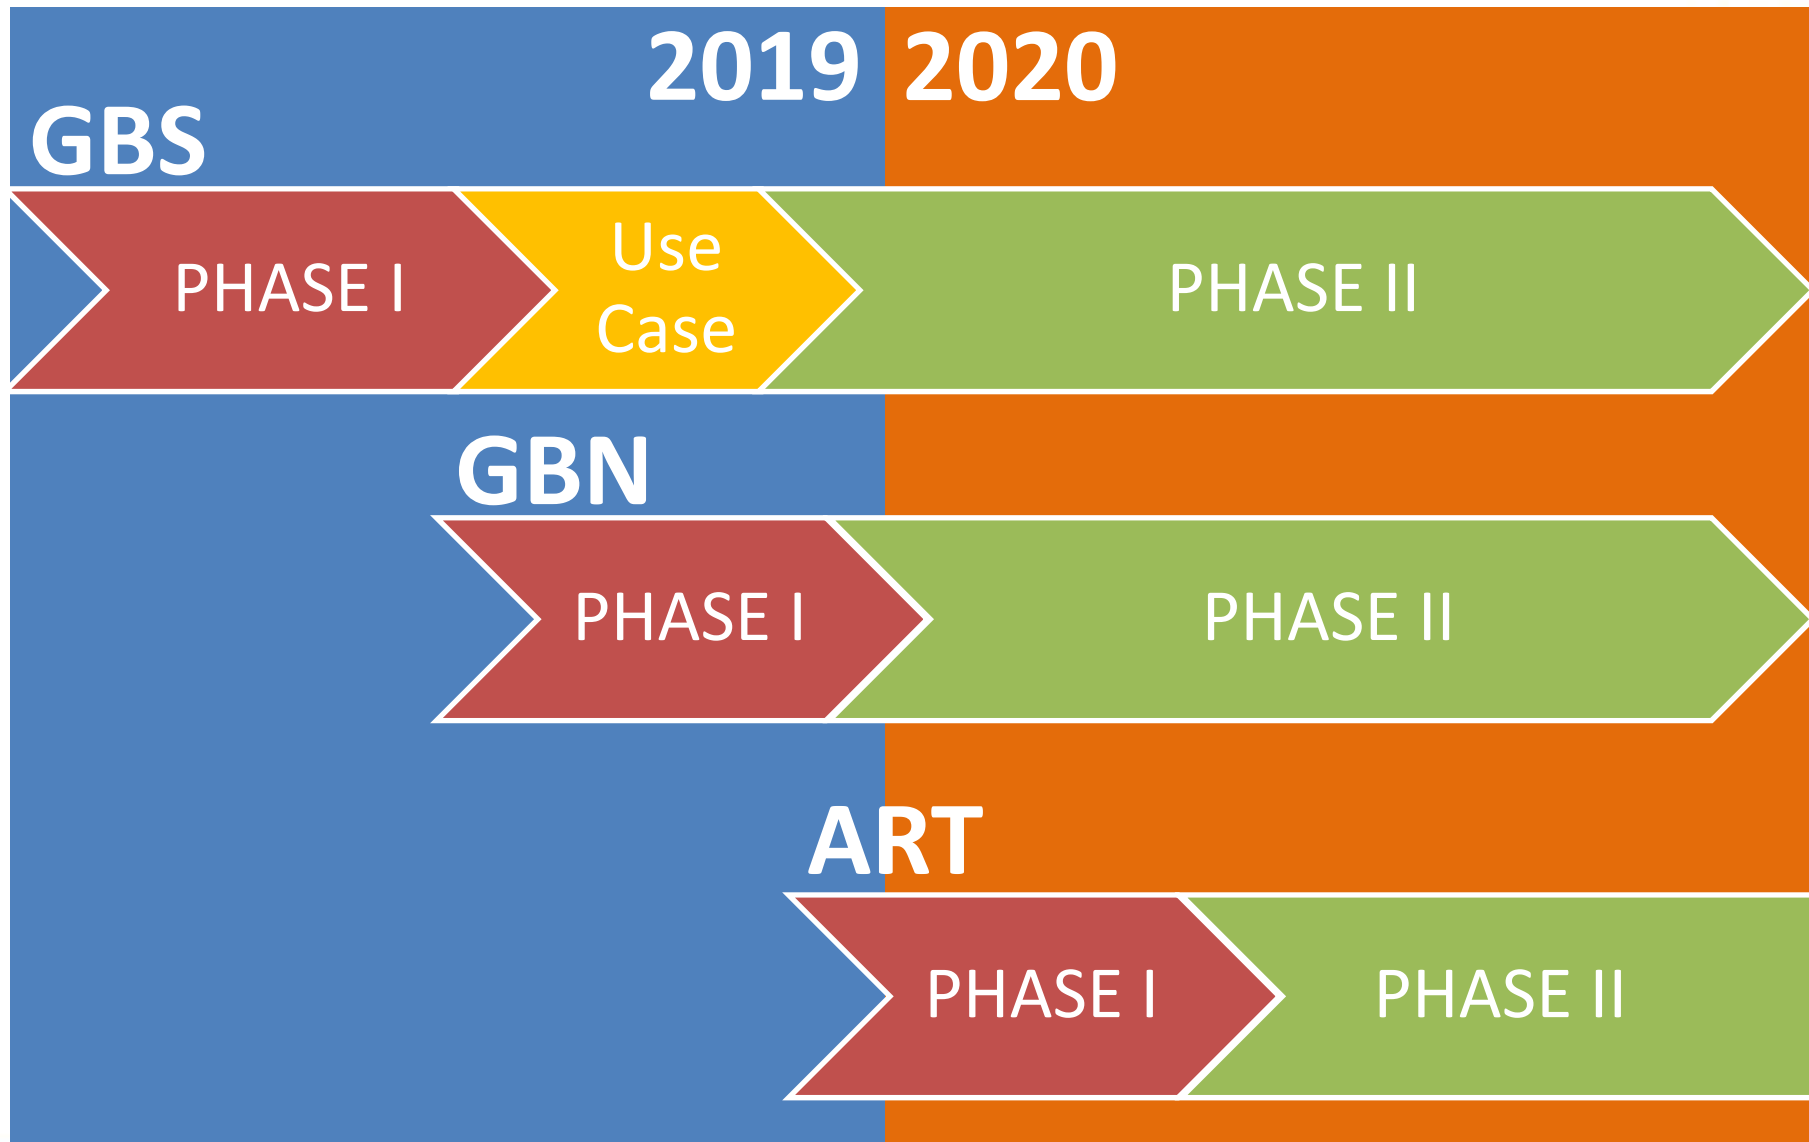 2019
2020
GBS
PHASE I
Use
Case
PHASE II
GBN
PHASE I
PHASE II
ART
PHASE I
PHASE II